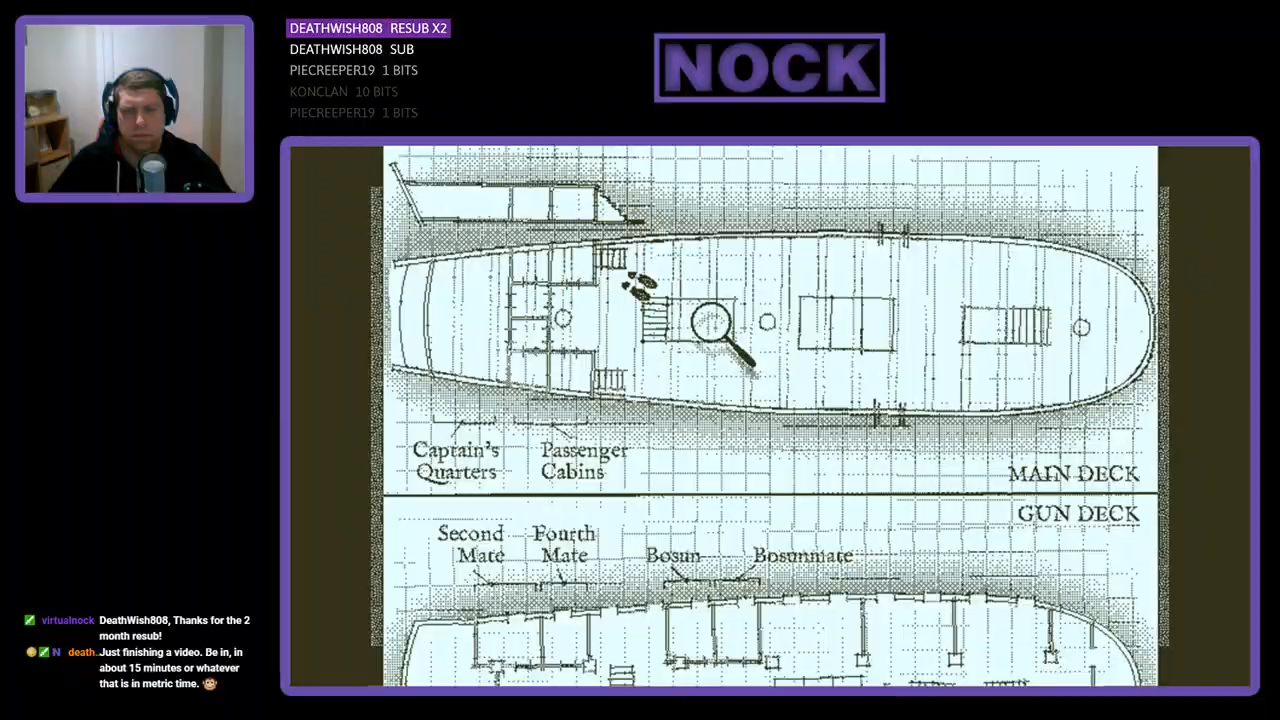 DEATHWISH808 RESUB X2
DEATHWISH808 SUB
PIECREEPER19 1 BITS
KONCLAN 10 BITS
PIECREEPER19 1 BITS
NOCK
Captain's Quarters
Passenger Cabins
MAIN DECK
GUN DECK
Second Mate
Fourth Mate
Bosun
Bosunmate
virtualnock DeathWish808, Thanks for the 2
month resub!
N death.. Just finishing a video. Be in, in
about 15 minutes or whatever
that is in metric time.